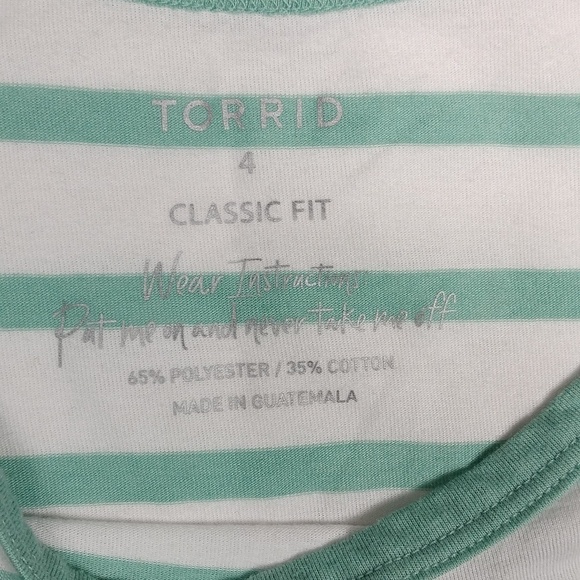 TORRID
4
CLASSIC FIT
Wear Instructions
Put me on and never take me off
65% POLYESTER / 35% COTTON
MADE IN GUATEMALA